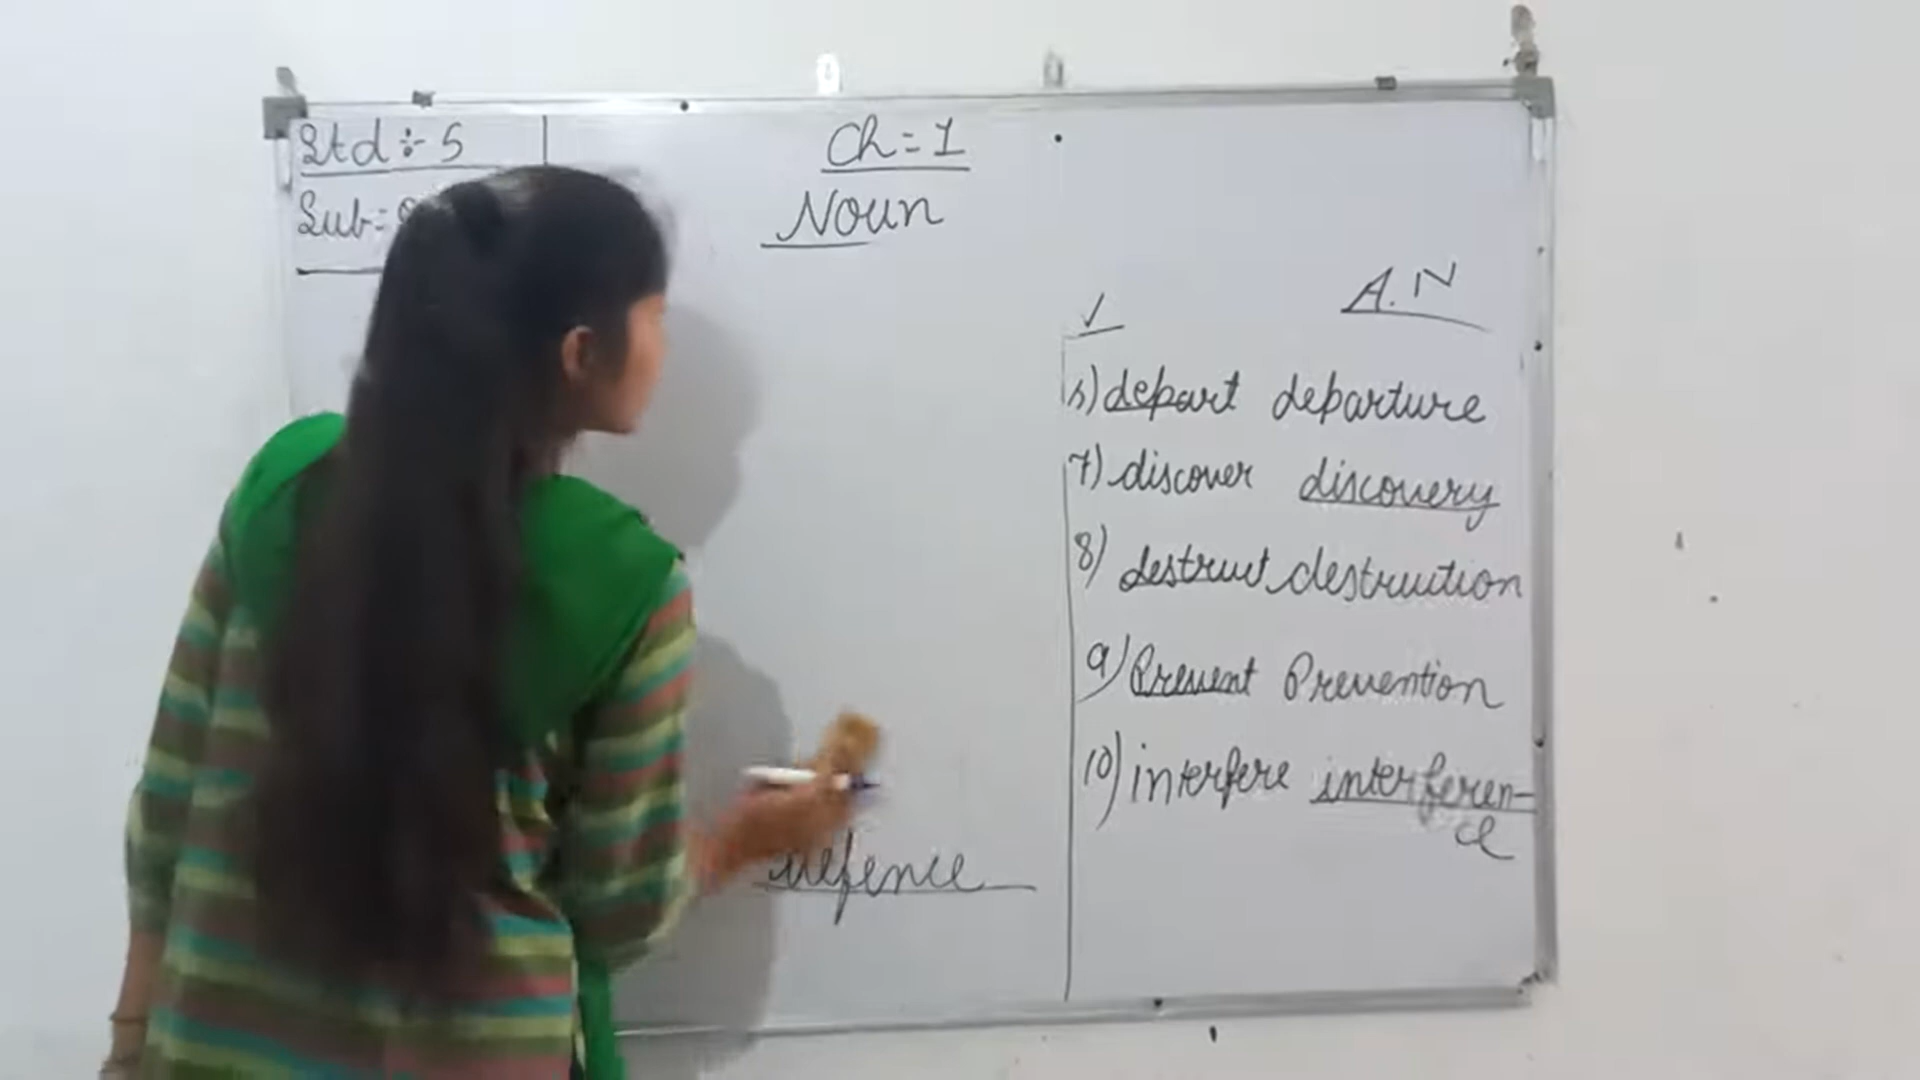 Std ÷ 5
Sub =
Ch = 1
Noun
✓ A.N
6) depart departure
7) discover discovery
8) destruct destruction
9) Prevent Prevention
10) interfere interferen-
ce
defence